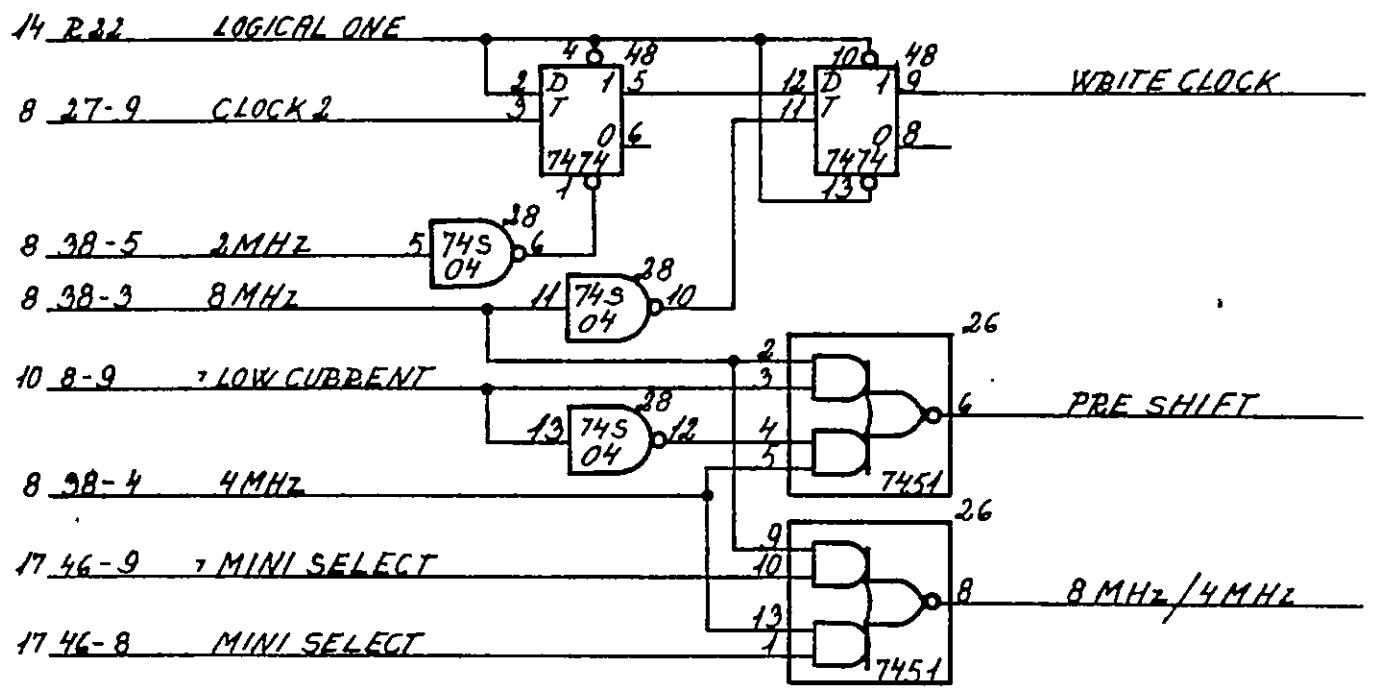 14 R22 LOGICAL ONE
4 48 10 48
2 D 1 5 12 D 1 9 WRITE CLOCK
8 27-9 CLOCK 2 3 T 11 T
0 6 0 8
7474 7474
1 13
28
8 38-5 2MHz 5 74S 6
04
28
8 38-3 8MHz 11 74S 10
04
26
2
10 8-9 ¬ LOW CURRENT 3
28 6 PRE SHIFT
13 74S 12 4
04 5
8 38-4 4MHz 7451
26
9
17 46-9 ¬ MINI SELECT 10
8 8MHz/4MHz
13
17 46-8 MINI SELECT 1
7451